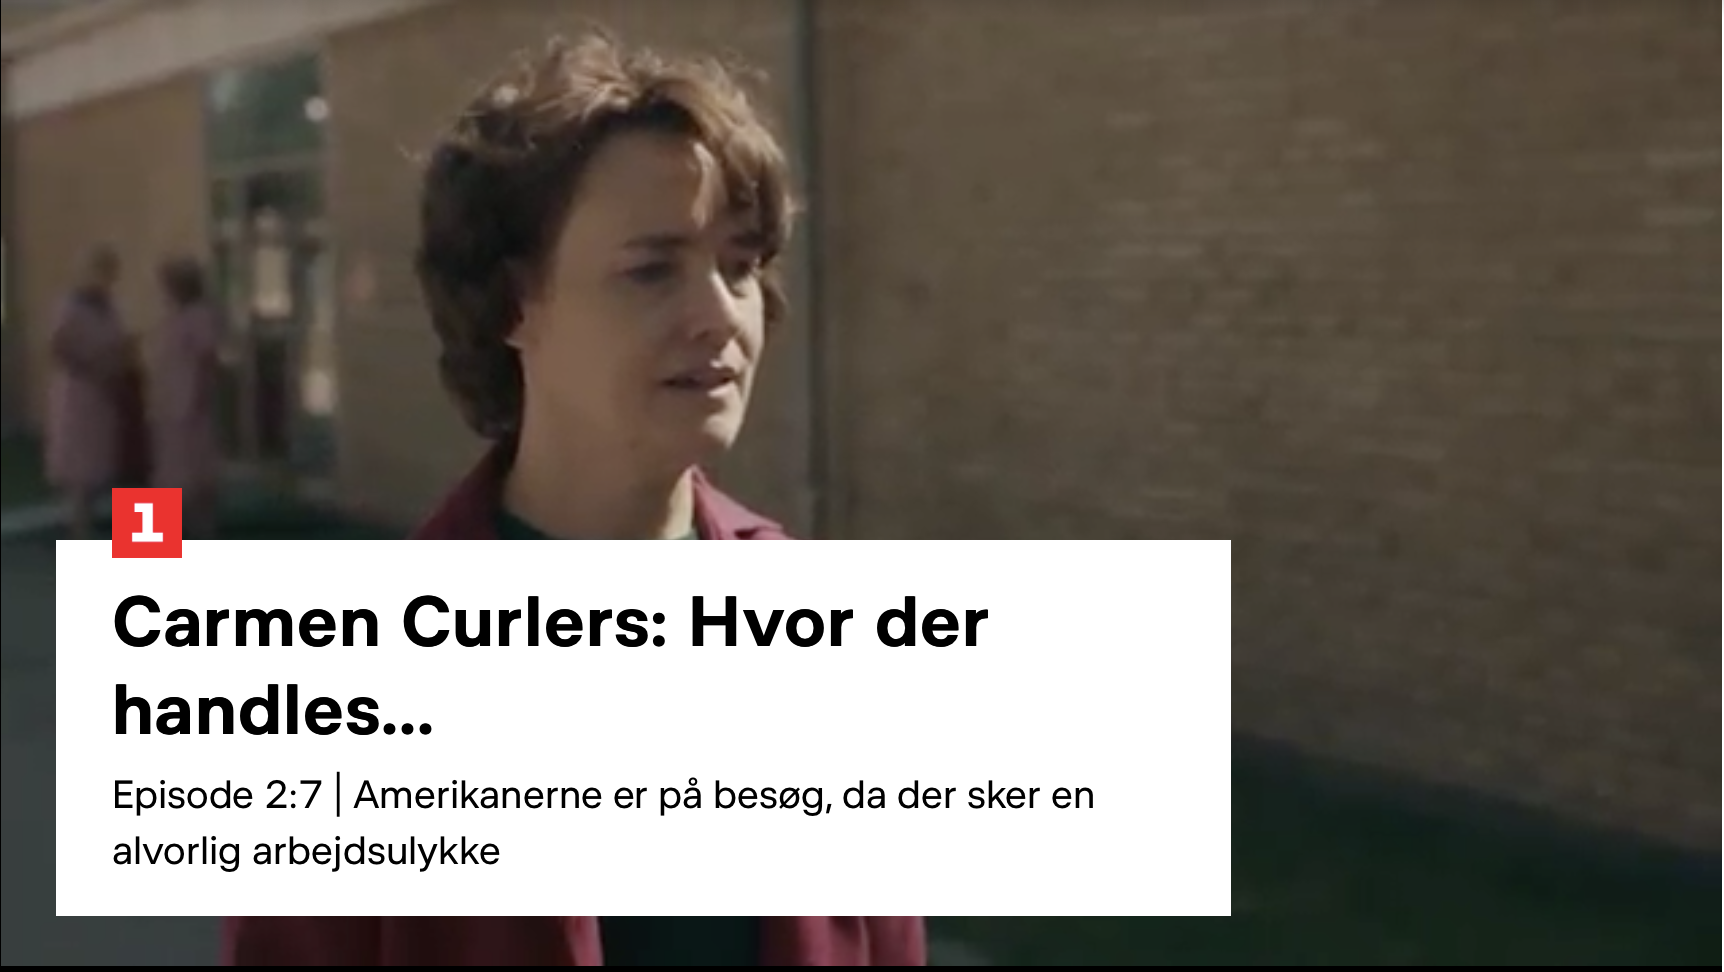 1
Carmen Curlers: Hvor der
handles...
Episode 2:7 | Amerikanerne er på besøg, da der sker en
alvorlig arbejdsulykke